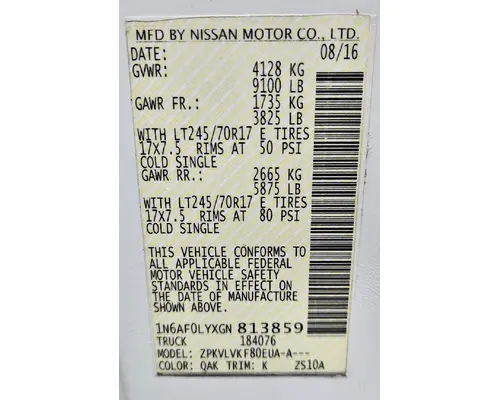 MFD BY NISSAN MOTOR CO., LTD.
DATE: 08/16
GVWR: 4128 KG
9100 LB
GAWR FR.: 1735 KG
3825 LB
WITH LT245/70R17 E TIRES
17x7.5 RIMS AT 50 PSI
COLD SINGLE
GAWR RR.: 2665 KG
5875 LB
WITH LT245/70R17 E TIRES
17x7.5 RIMS AT 80 PSI
COLD SINGLE
THIS VEHICLE CONFORMS TO
ALL APPLICABLE FEDERAL
MOTOR VEHICLE SAFETY
STANDARDS IN EFFECT ON
THE DATE OF MANUFACTURE
SHOWN ABOVE.
1N6AF0LYXGN 813859
TRUCK 184076
MODEL: ZPKVLVKF80EUA-A---
COLOR: QAK TRIM: K ZS10A